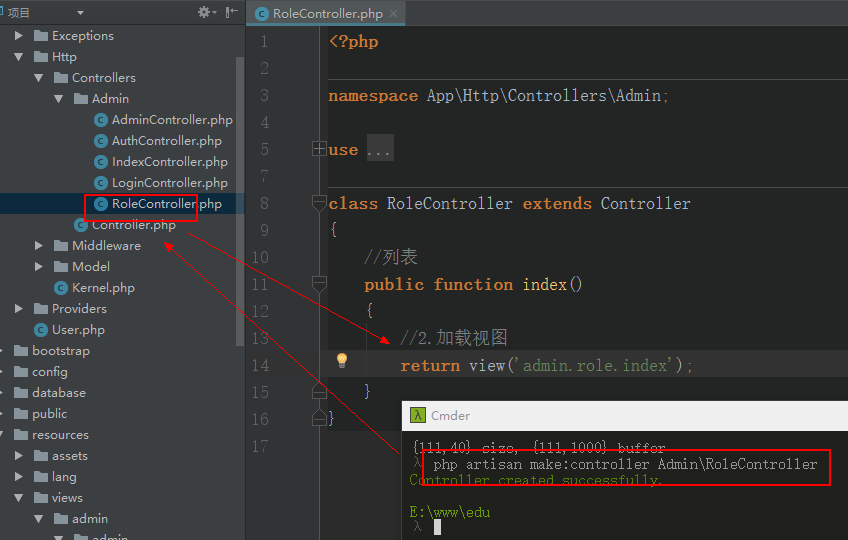 项目
Exceptions
Http
Controllers
Admin
AdminController.php
AuthController.php
IndexController.php
LoginController.php
RoleController.php
Controller.php
Middleware
Model
Kernel.php
Providers
User.php
bootstrap
config
database
public
resources
assets
lang
views
admin
admin
RoleController.php
1 <?php
2
3 namespace App\Http\Controllers\Admin;
4
5 use ...
7
8 class RoleController extends Controller
9 {
10 //列表
11 public function index()
12 {
13 //2.加载视图
14 return view('admin.role.index');
15 }
16 }
17
Cmder
{111,40} size, {111,1000} buffer
λ php artisan make:controller Admin\RoleController
Controller created successfully.
E:\www\edu
λ